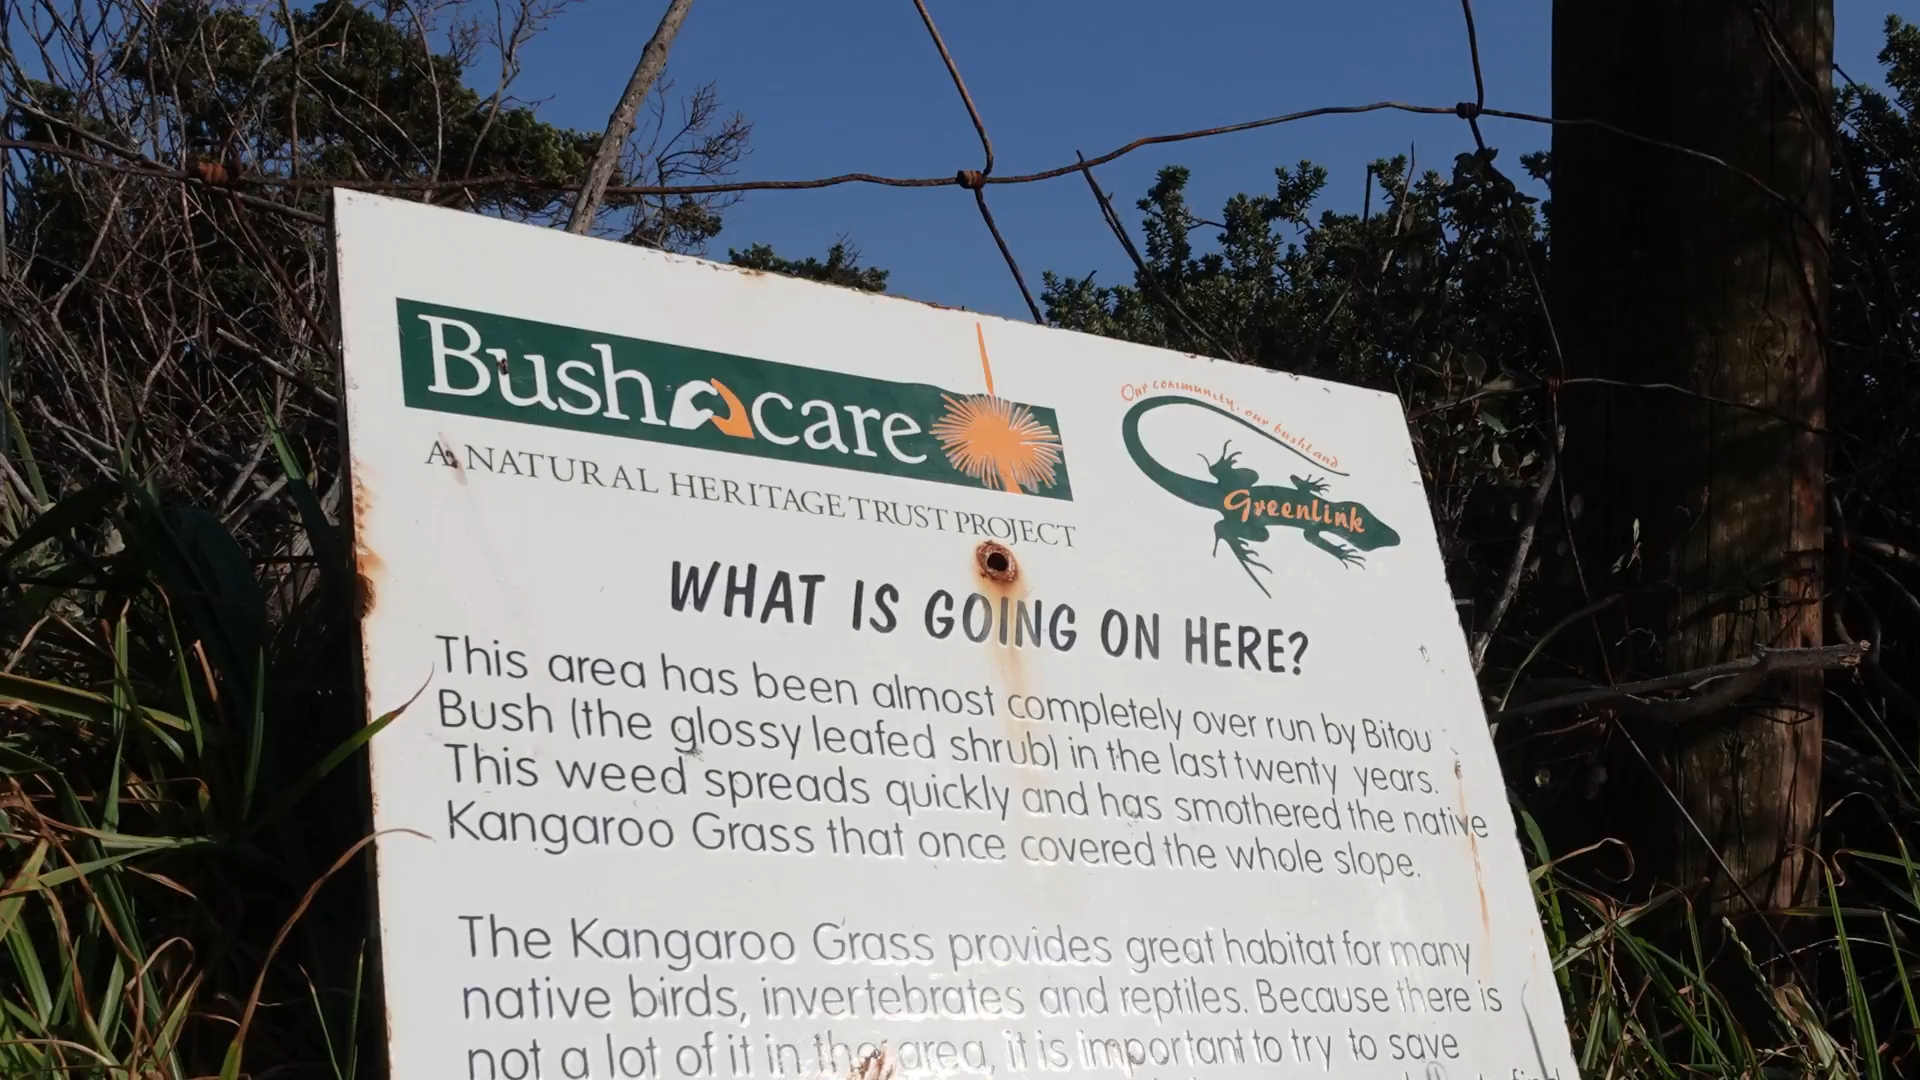 Bush care
A NATURAL HERITAGE TRUST PROJECT
Our community, our bushland
Greenlink
WHAT IS GOING ON HERE?
This area has been almost completely over run by Bitou
Bush (the glossy leafed shrub) in the last twenty years.
This weed spreads quickly and has smothered the native
Kangaroo Grass that once covered the whole slope.
The Kangaroo Grass provides great habitat for many
native birds, invertebrates and reptiles. Because there is
not a lot of it in the area, it is important to try to save